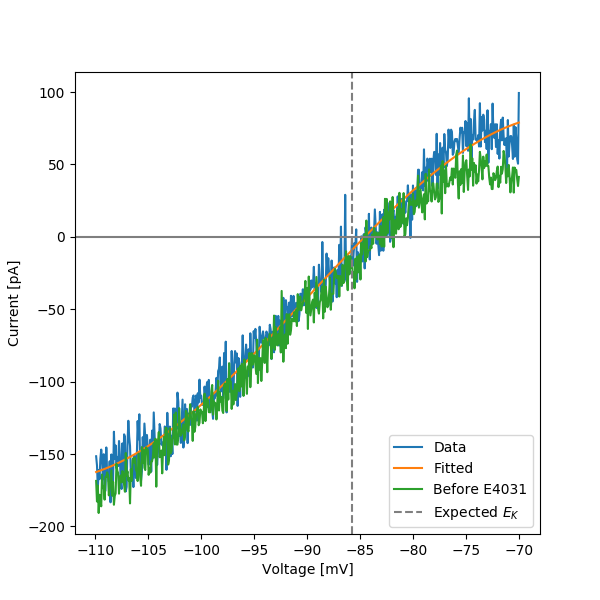 100
50
0
−50
−100
−150
−200
Current [pA]
Data
Fitted
Before E4031
Expected E_K
−110 −105 −100 −95 −90 −85 −80 −75 −70
Voltage [mV]